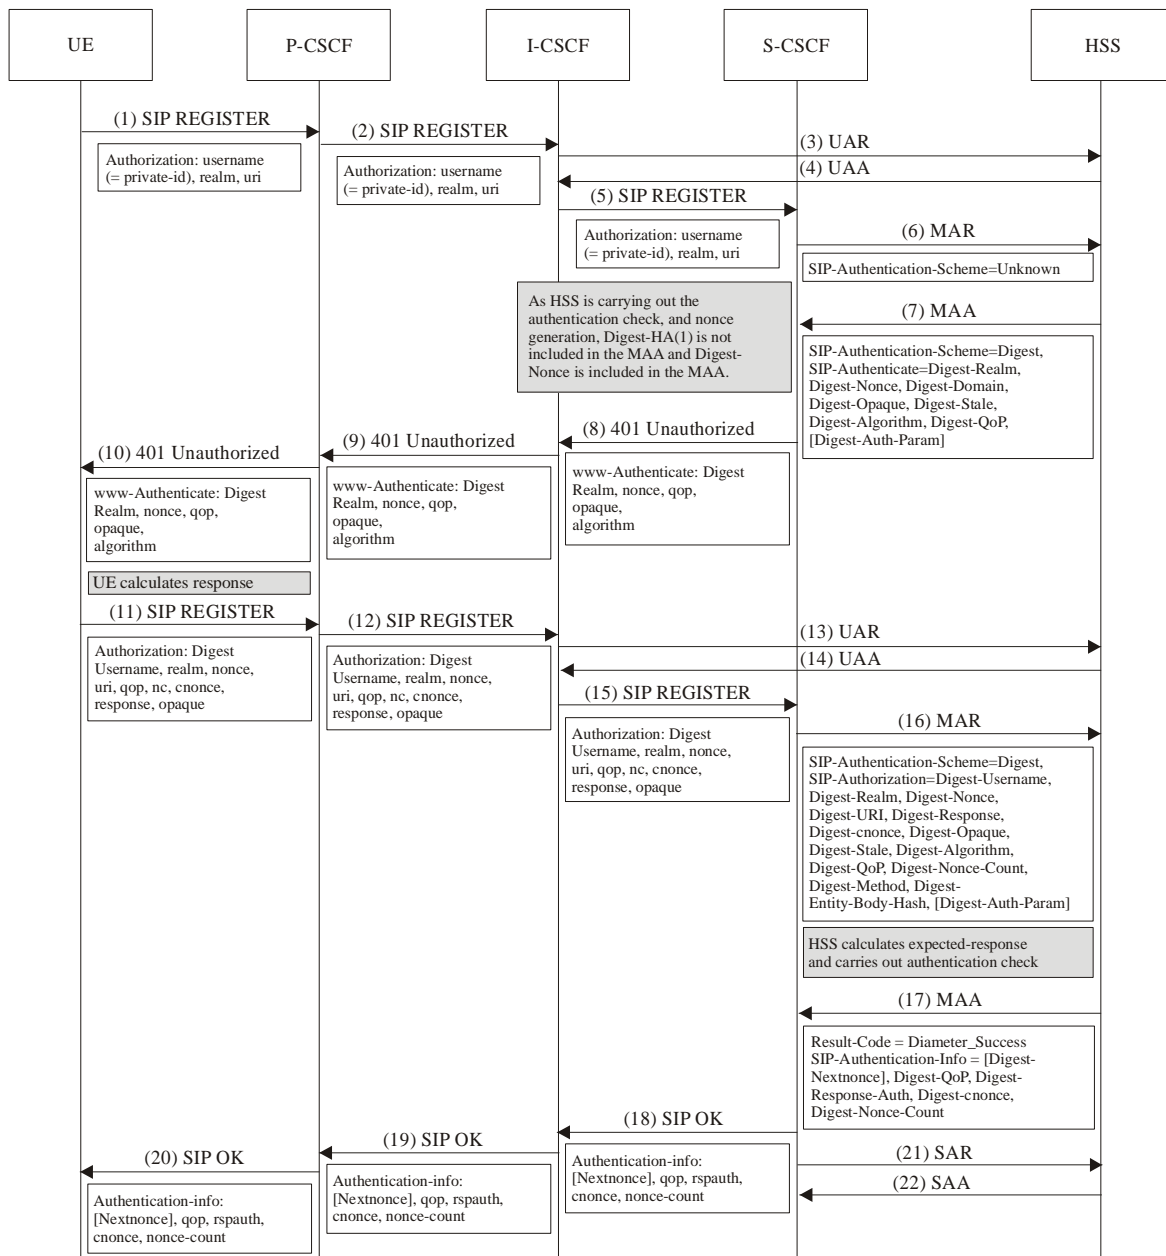 UE
P-CSCF
I-CSCF
S-CSCF
HSS
(1) SIP REGISTER
Authorization: username
(= private-id), realm, uri
(2) SIP REGISTER
Authorization: username
(= private-id), realm, uri
(3) UAR
(4) UAA
(5) SIP REGISTER
Authorization: username
(= private-id), realm, uri
(6) MAR
SIP-Authentication-Scheme=Unknown
As HSS is carrying out the
authentication check, and nonce
generation, Digest-HA(1) is not
included in the MAA and Digest-
Nonce is included in the MAA.
(7) MAA
SIP-Authentication-Scheme=Digest,
SIP-Authenticate=Digest-Realm,
Digest-Nonce, Digest-Domain,
Digest-Opaque, Digest-Stale,
Digest-Algorithm, Digest-QoP,
[Digest-Auth-Param]
(8) 401 Unauthorized
www-Authenticate: Digest
Realm, nonce, qop,
opaque,
algorithm
(9) 401 Unauthorized
www-Authenticate: Digest
Realm, nonce, qop,
opaque,
algorithm
(10) 401 Unauthorized
www-Authenticate: Digest
Realm, nonce, qop,
opaque,
algorithm
UE calculates response
(11) SIP REGISTER
Authorization: Digest
Username, realm, nonce,
uri, qop, nc, cnonce,
response, opaque
(12) SIP REGISTER
Authorization: Digest
Username, realm, nonce,
uri, qop, nc, cnonce,
response, opaque
(13) UAR
(14) UAA
(15) SIP REGISTER
Authorization: Digest
Username, realm, nonce,
uri, qop, nc, cnonce,
response, opaque
(16) MAR
SIP-Authentication-Scheme=Digest,
SIP-Authorization=Digest-Username,
Digest-Realm, Digest-Nonce,
Digest-URI, Digest-Response,
Digest-cnonce, Digest-Opaque,
Digest-Stale, Digest-Algorithm,
Digest-QoP, Digest-Nonce-Count,
Digest-Method, Digest-
Entity-Body-Hash, [Digest-Auth-Param]
HSS calculates expected-response
and carries out authentication check
(17) MAA
Result-Code = Diameter_Success
SIP-Authentication-Info = [Digest-
Nextnonce], Digest-QoP, Digest-
Response-Auth, Digest-cnonce,
Digest-Nonce-Count
(18) SIP OK
Authentication-info:
[Nextnonce], qop, rspauth,
cnonce, nonce-count
(19) SIP OK
Authentication-info:
[Nextnonce], qop, rspauth,
cnonce, nonce-count
(20) SIP OK
Authentication-info:
[Nextnonce], qop, rspauth,
cnonce, nonce-count
(21) SAR
(22) SAA